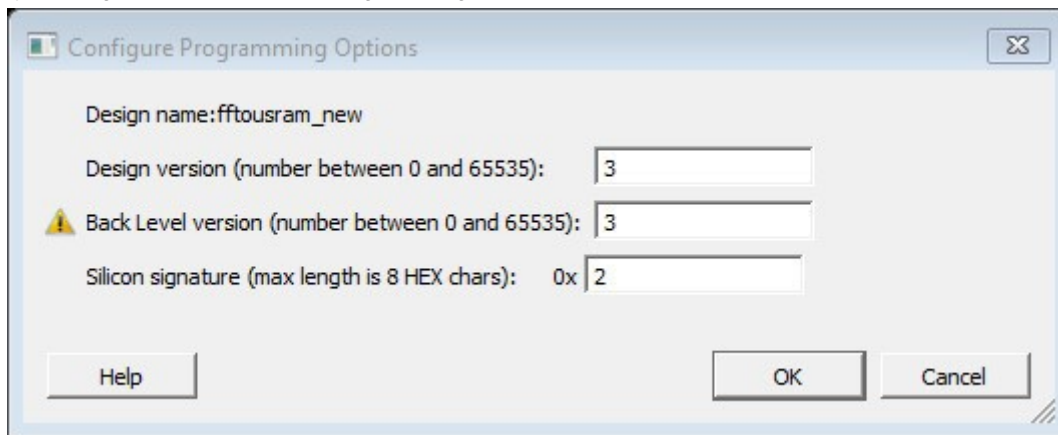 Configure Programming Options
Design name:fftousram_new
Design version (number between 0 and 65535): 3
Back Level version (number between 0 and 65535): 3
Silicon signature (max length is 8 HEX chars): 0x 2
Help OK Cancel